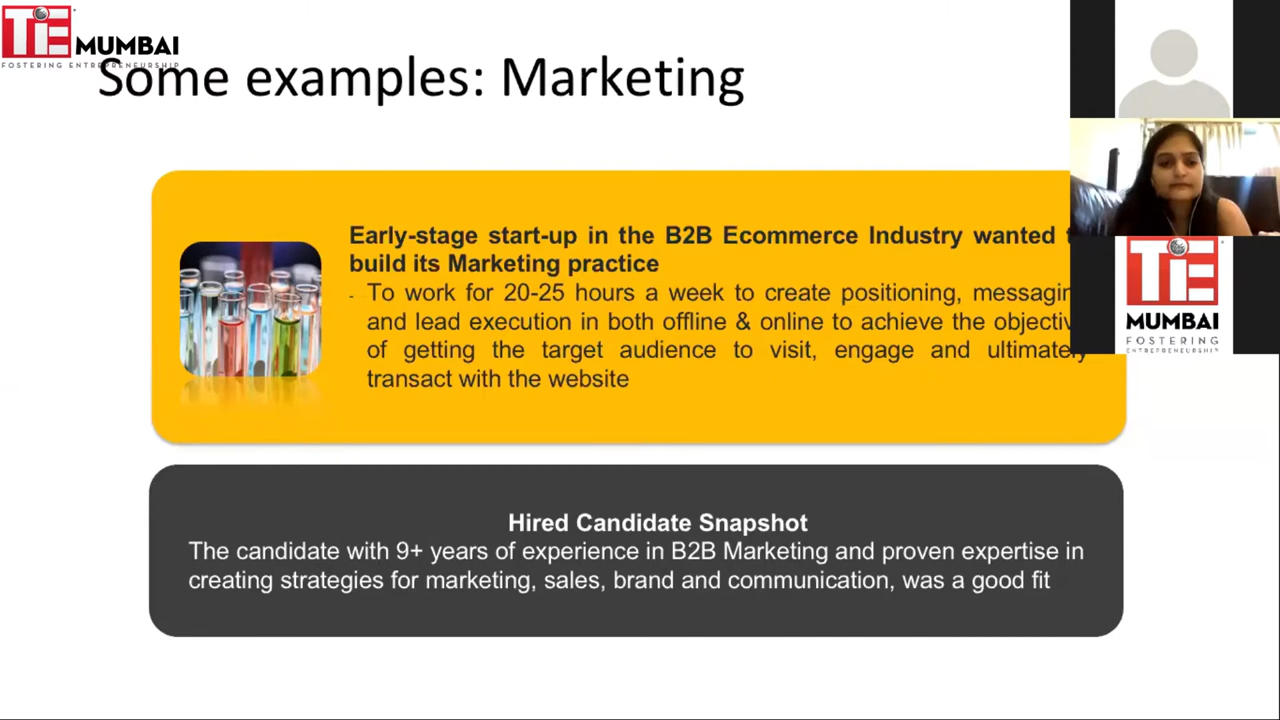 TiE MUMBAI
FOSTERING ENTREPRENEURSHIP
Some examples: Marketing
Early-stage start-up in the B2B Ecommerce Industry wanted
build its Marketing practice
- To work for 20-25 hours a week to create positioning,
and lead execution in both offline & online to achieve the
of getting the target audience to visit, engage and ultimately
transact with the website
Hired Candidate Snapshot
The candidate with 9+ years of experience in B2B Marketing and proven expertise in
creating strategies for marketing, sales, brand and communication, was a good fit
TiE
MUMBAI
FOSTERING
ENTREPRENEURSHIP